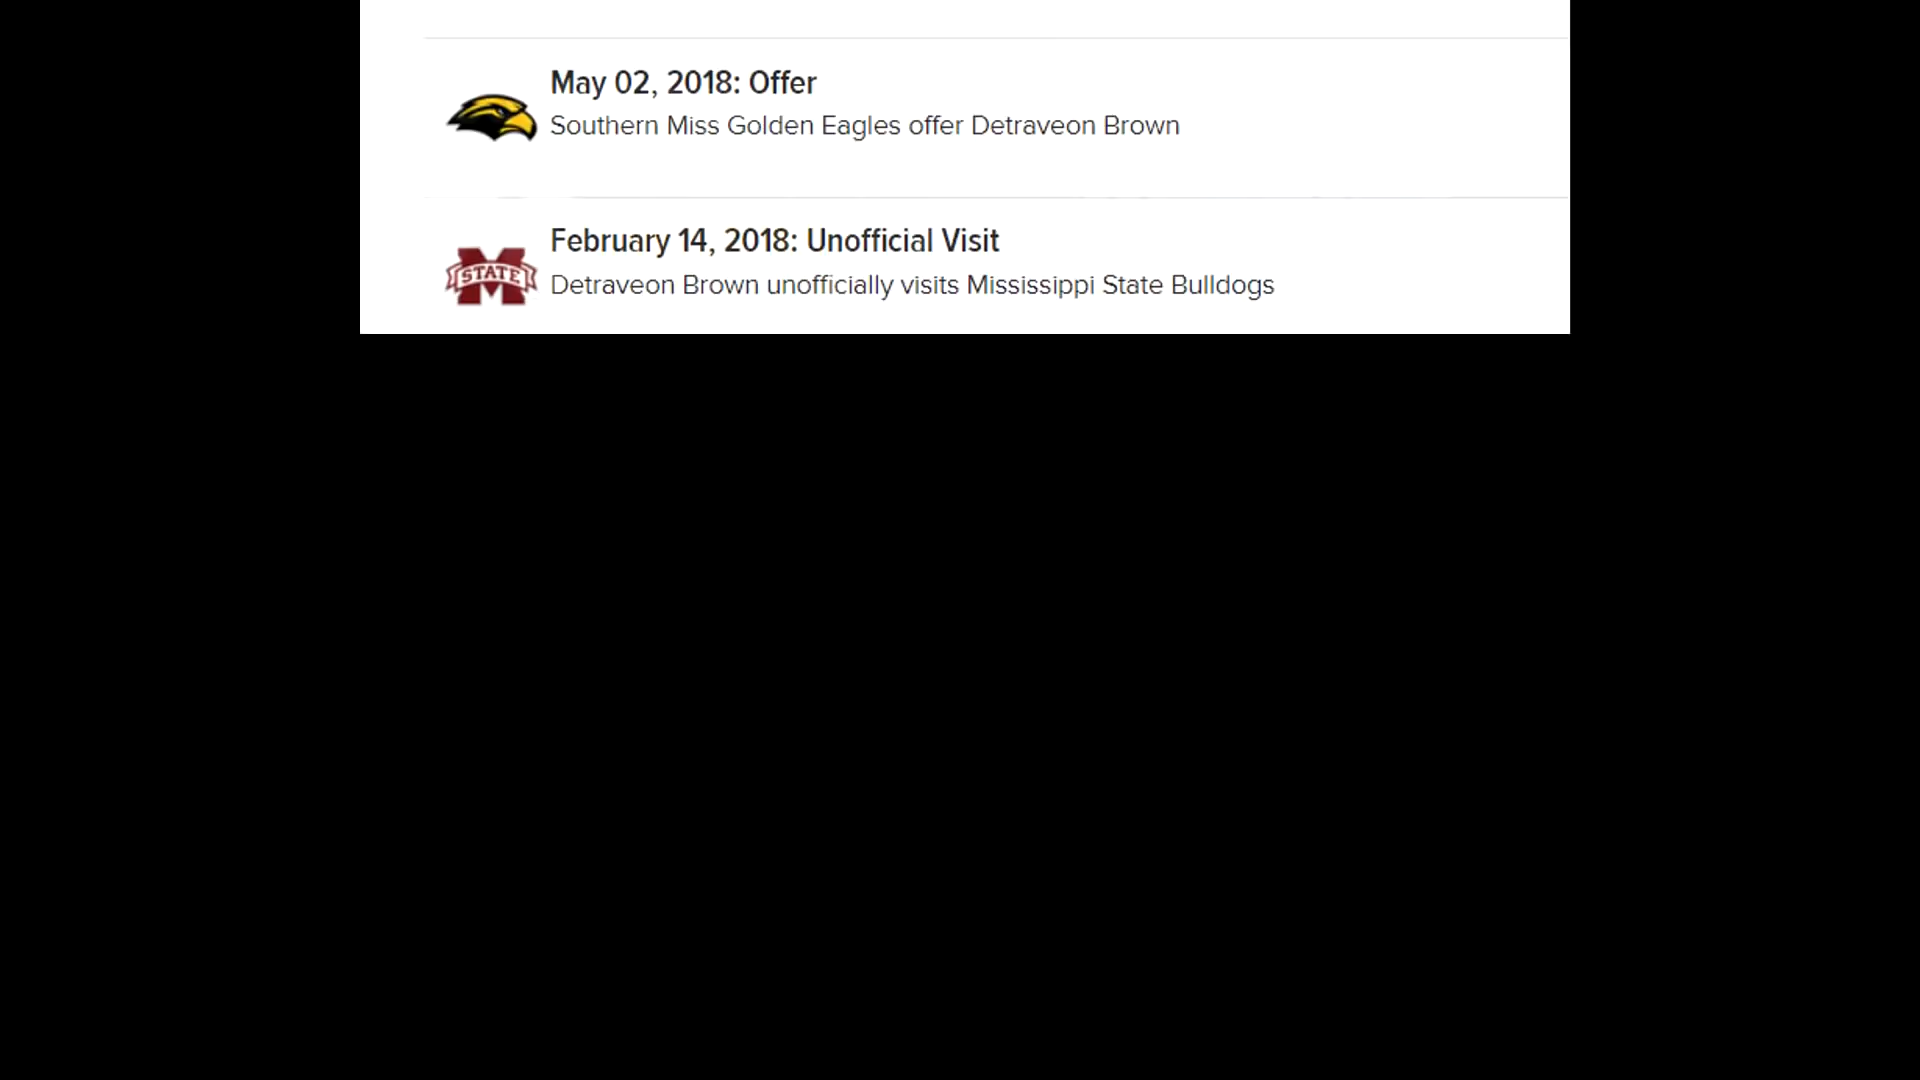 May 02, 2018: Offer
Southern Miss Golden Eagles offer Detraveon Brown
February 14, 2018: Unofficial Visit
STATE
Detraveon Brown unofficially visits Mississippi State Bulldogs